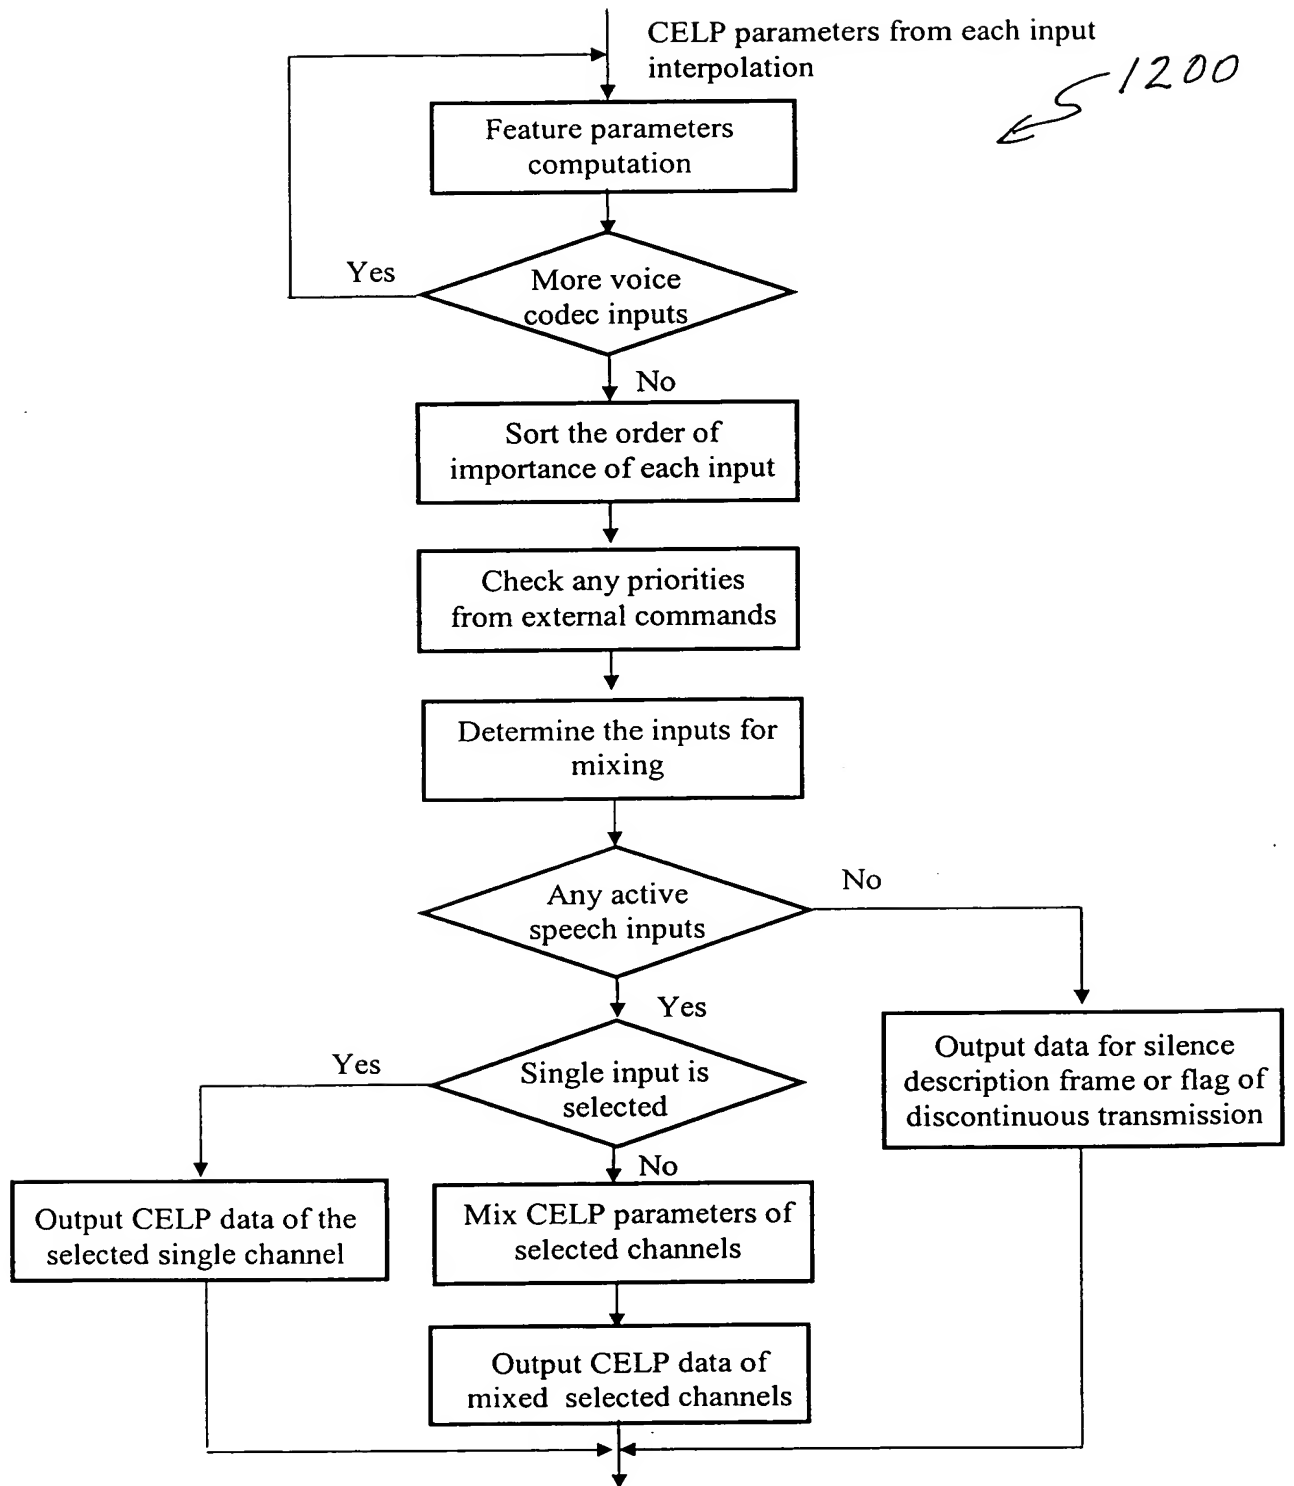 CELP parameters from each input
interpolation
1200
Feature parameters
computation
Yes
More voice
codec inputs
No
Sort the order of
importance of each input
Check any priorities
from external commands
Determine the inputs for
mixing
Any active
speech inputs
No
Yes
Single input is
selected
Yes
Output data for silence
description frame or flag of
discontinuous transmission
No
Output CELP data of the
selected single channel
Mix CELP parameters of
selected channels
Output CELP data of
mixed selected channels